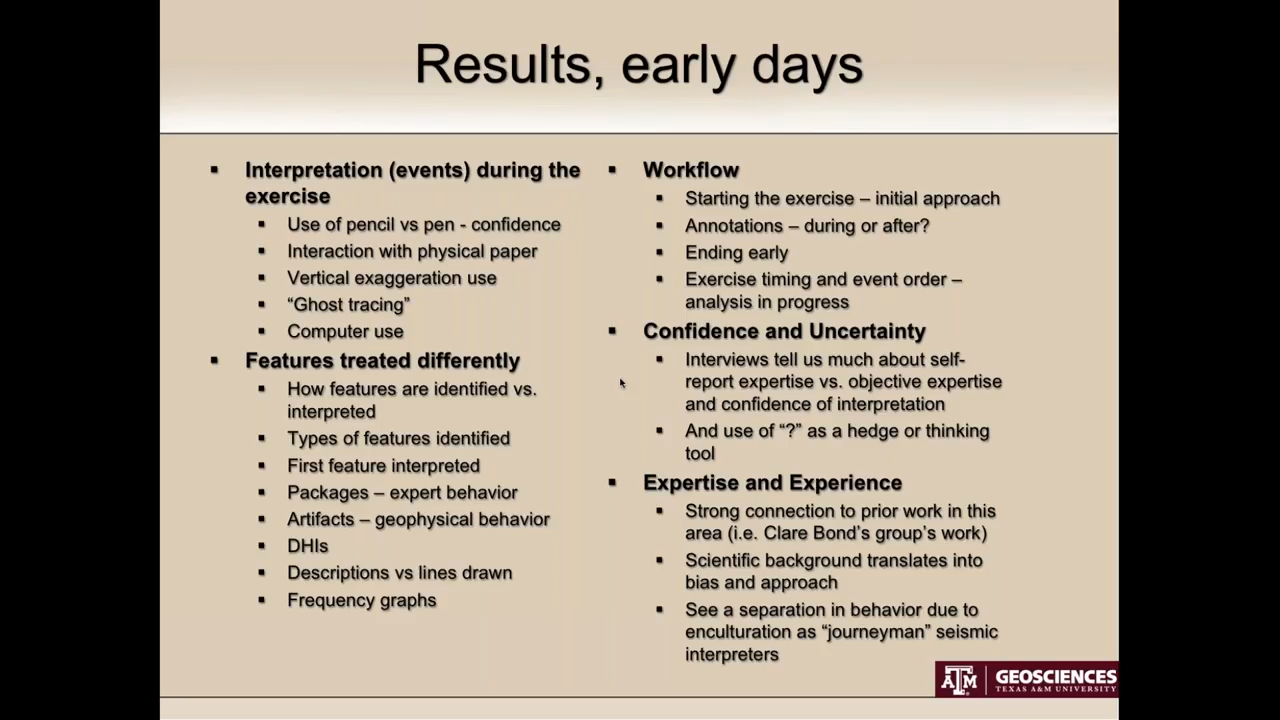 Results, early days
▪ Interpretation (events) during the
exercise
▪ Use of pencil vs pen - confidence
▪ Interaction with physical paper
▪ Vertical exaggeration use
▪ “Ghost tracing”
▪ Computer use
▪ Features treated differently
▪ How features are identified vs.
interpreted
▪ Types of features identified
▪ First feature interpreted
▪ Packages – expert behavior
▪ Artifacts – geophysical behavior
▪ DHIs
▪ Descriptions vs lines drawn
▪ Frequency graphs
▪ Workflow
▪ Starting the exercise – initial approach
▪ Annotations – during or after?
▪ Ending early
▪ Exercise timing and event order –
analysis in progress
▪ Confidence and Uncertainty
▪ Interviews tell us much about self-
report expertise vs. objective expertise
and confidence of interpretation
▪ And use of “?” as a hedge or thinking
tool
▪ Expertise and Experience
▪ Strong connection to prior work in this
area (i.e. Clare Bond’s group’s work)
▪ Scientific background translates into
bias and approach
▪ See a separation in behavior due to
enculturation as “journeyman” seismic
interpreters
ATM
GEOSCIENCES
TEXAS A&M UNIVERSITY